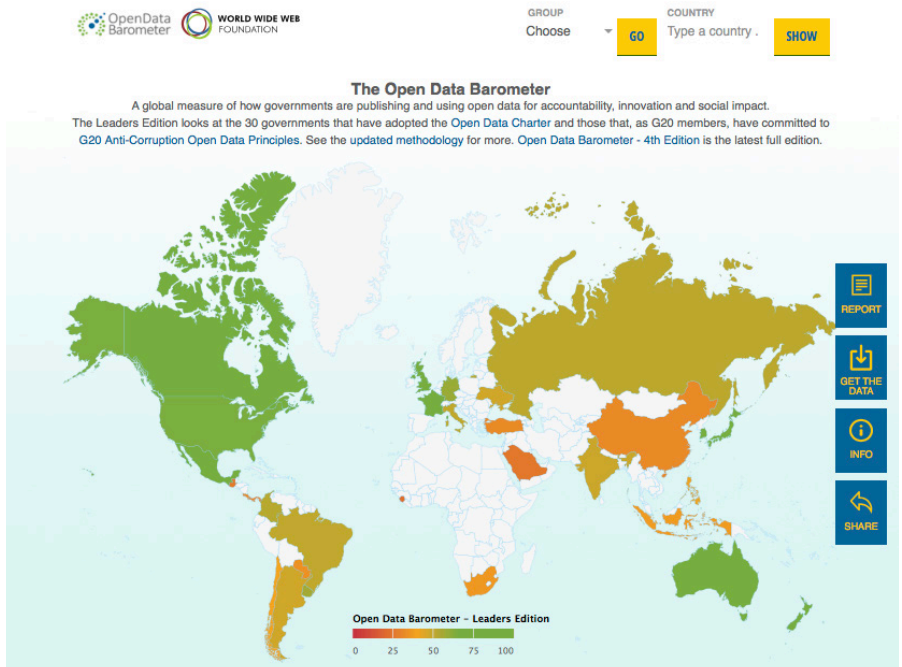 OpenData
Barometer
WORLD WIDE WEB
FOUNDATION
GROUP
Choose
GO
COUNTRY
Type a country .
SHOW
The Open Data Barometer
A global measure of how governments are publishing and using open data for accountability, innovation and social impact.
The Leaders Edition looks at the 30 governments that have adopted the Open Data Charter and those that, as G20 members, have committed to
G20 Anti-Corruption Open Data Principles. See the updated methodology for more. Open Data Barometer - 4th Edition is the latest full edition.
REPORT
GET THE
DATA
INFO
SHARE
Open Data Barometer – Leaders Edition
0 25 50 75 100